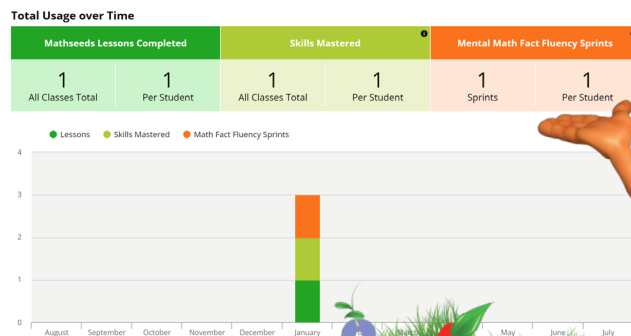 Total Usage over Time
Mathseeds Lessons Completed
Skills Mastered
Mental Math Fact Fluency Sprints
1
1
1
1
1
1
All Classes Total
Per Student
All Classes Total
Per Student
Sprints
Per Student
Lessons
Skills Mastered
Math Fact Fluency Sprints
4
3
2
1
0
August
September
October
November
December
January
March
May
June
July